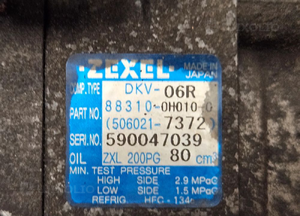 ZEXEL
MADE IN
JAPAN
COMP. TYPE DKV-06R
PART NO. 88310-0H010-
(506021-7372)
SERI.NO. 590047039
OIL ZXL 200PG 80 cm³
MIN. TEST PRESSURE
HIGH SIDE 2.9 MPaG
LOW SIDE 1.5 MPaG
REFRIG. HFC-134a